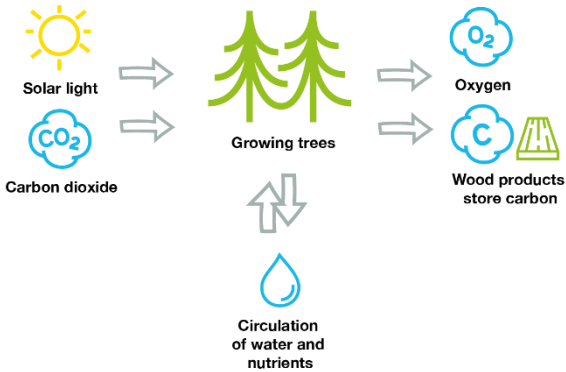 Solar light
CO₂
Carbon dioxide
Growing trees
O₂
Oxygen
C
Wood products
store carbon
Circulation
of water and
nutrients